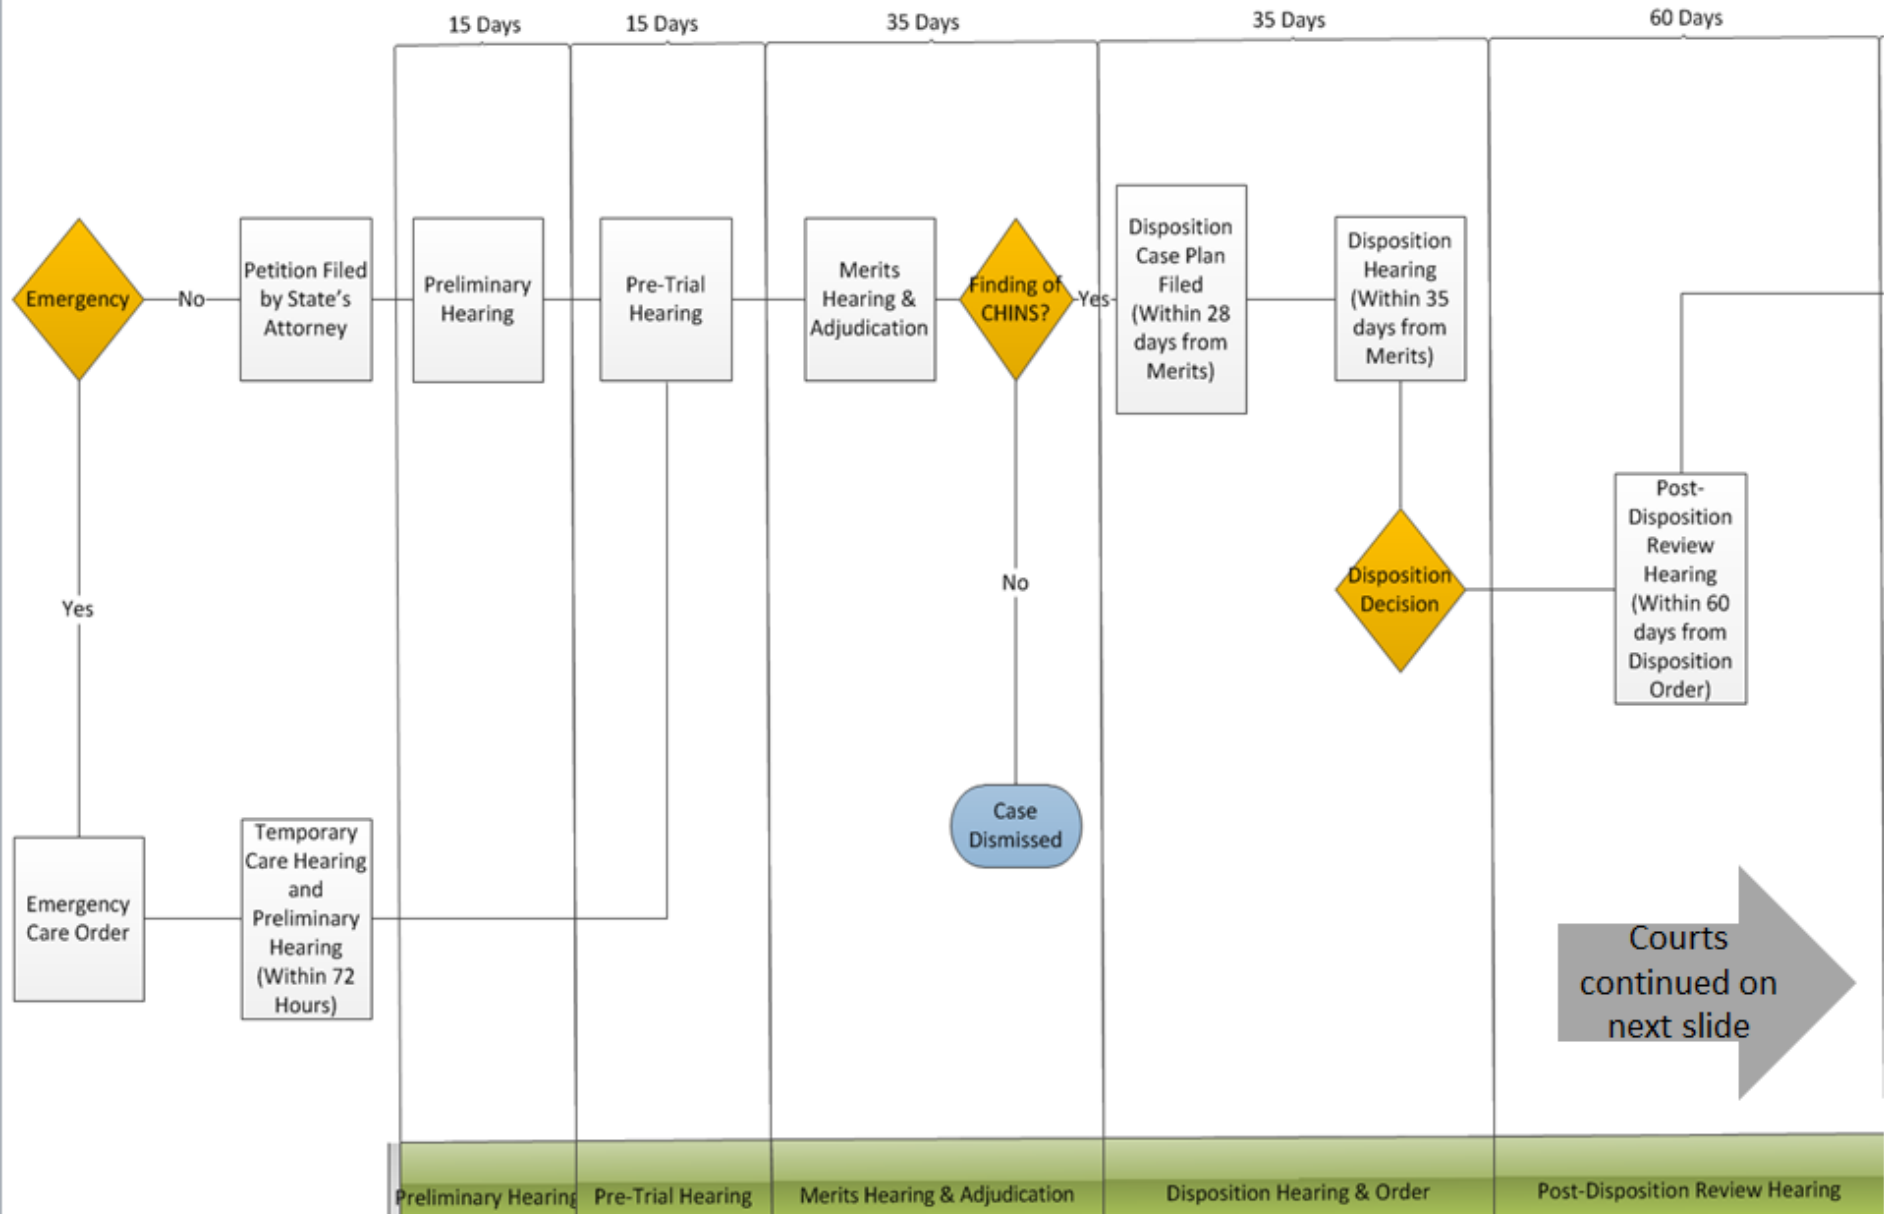 15 Days
15 Days
35 Days
35 Days
60 Days
Emergency
No
Petition Filed
by State's
Attorney
Preliminary
Hearing
Pre-Trial
Hearing
Merits
Hearing &
Adjudication
Finding of
CHINS?
Yes
Disposition
Case Plan
Filed
(Within 28
days from
Merits)
Disposition
Hearing
(Within 35
days from
Merits)
Yes
No
Disposition
Decision
Post-
Disposition
Review
Hearing
(Within 60
days from
Disposition
Order)
Case
Dismissed
Emergency
Care Order
Temporary
Care Hearing
and
Preliminary
Hearing
(Within 72
Hours)
Courts
continued on
next slide
Preliminary Hearing
Pre-Trial Hearing
Merits Hearing & Adjudication
Disposition Hearing & Order
Post-Disposition Review Hearing